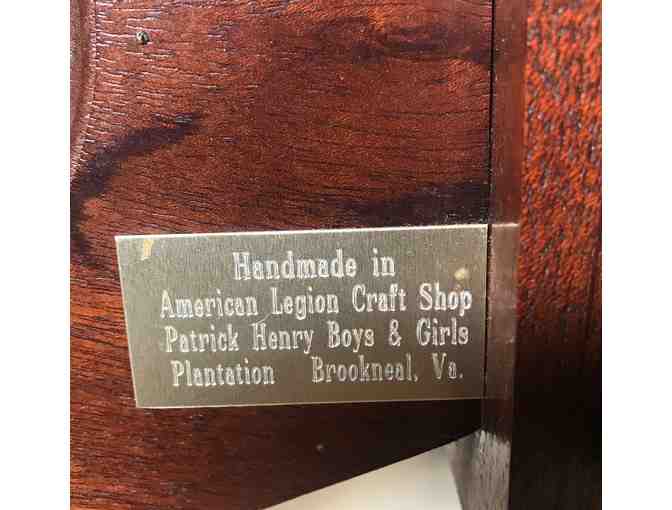 Handmade in
American Legion Craft Shop
Patrick Henry Boys & Girls
Plantation Brookneal, Va.